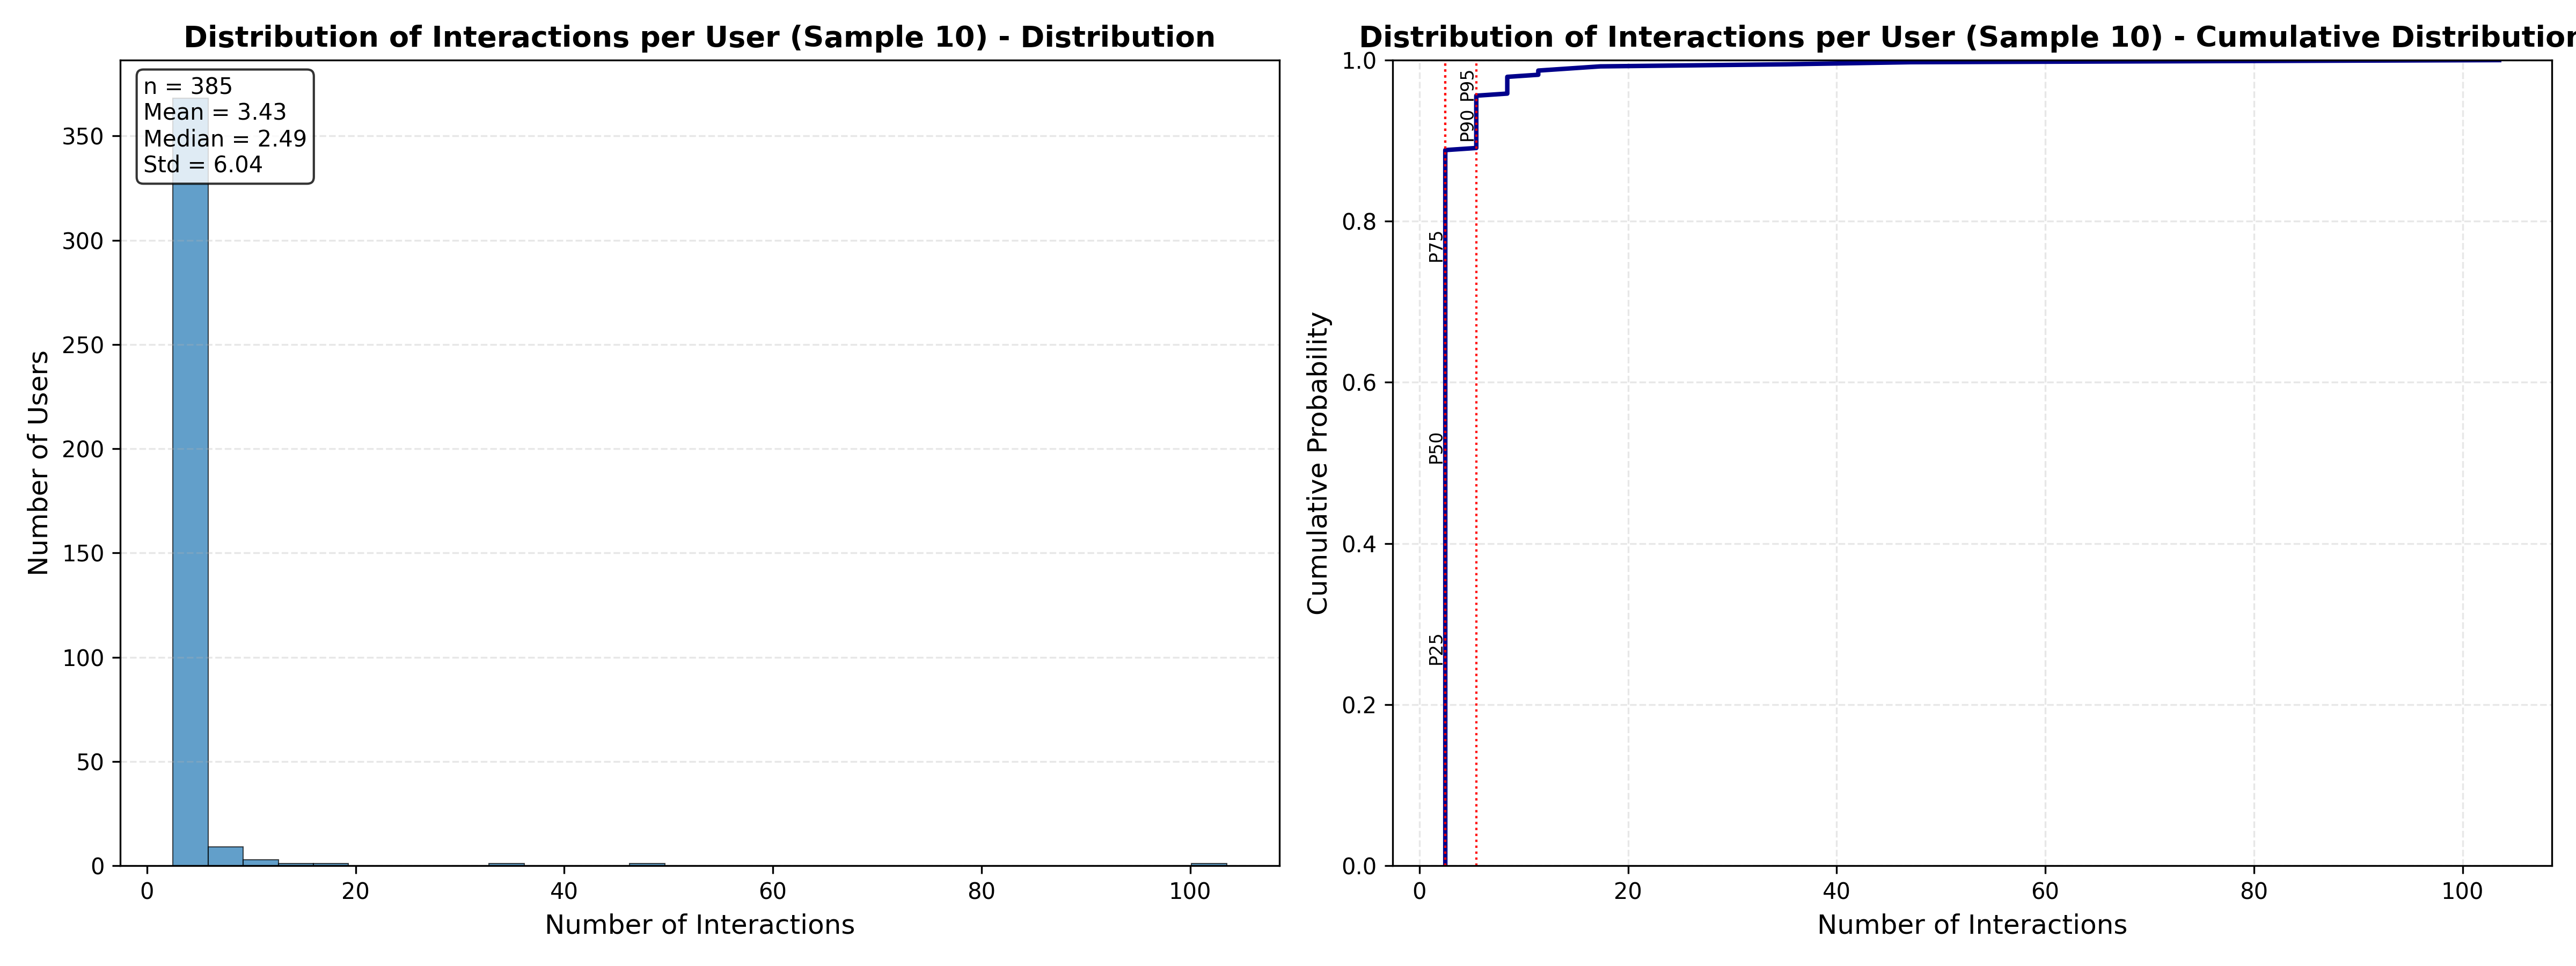 Distribution of Interactions per User (Sample 10) - Distribution
n = 385
Mean = 3.43
Median = 2.49
Std = 6.04
350
300
250
200
150
100
50
0
Number of Users
0 20 40 60 80 100
Number of Interactions
Distribution of Interactions per User (Sample 10) - Cumulative Distribution
1.0
0.8
0.6
0.4
0.2
0.0
Cumulative Probability
P95
P90
P75
P50
P25
0 20 40 60 80 100
Number of Interactions